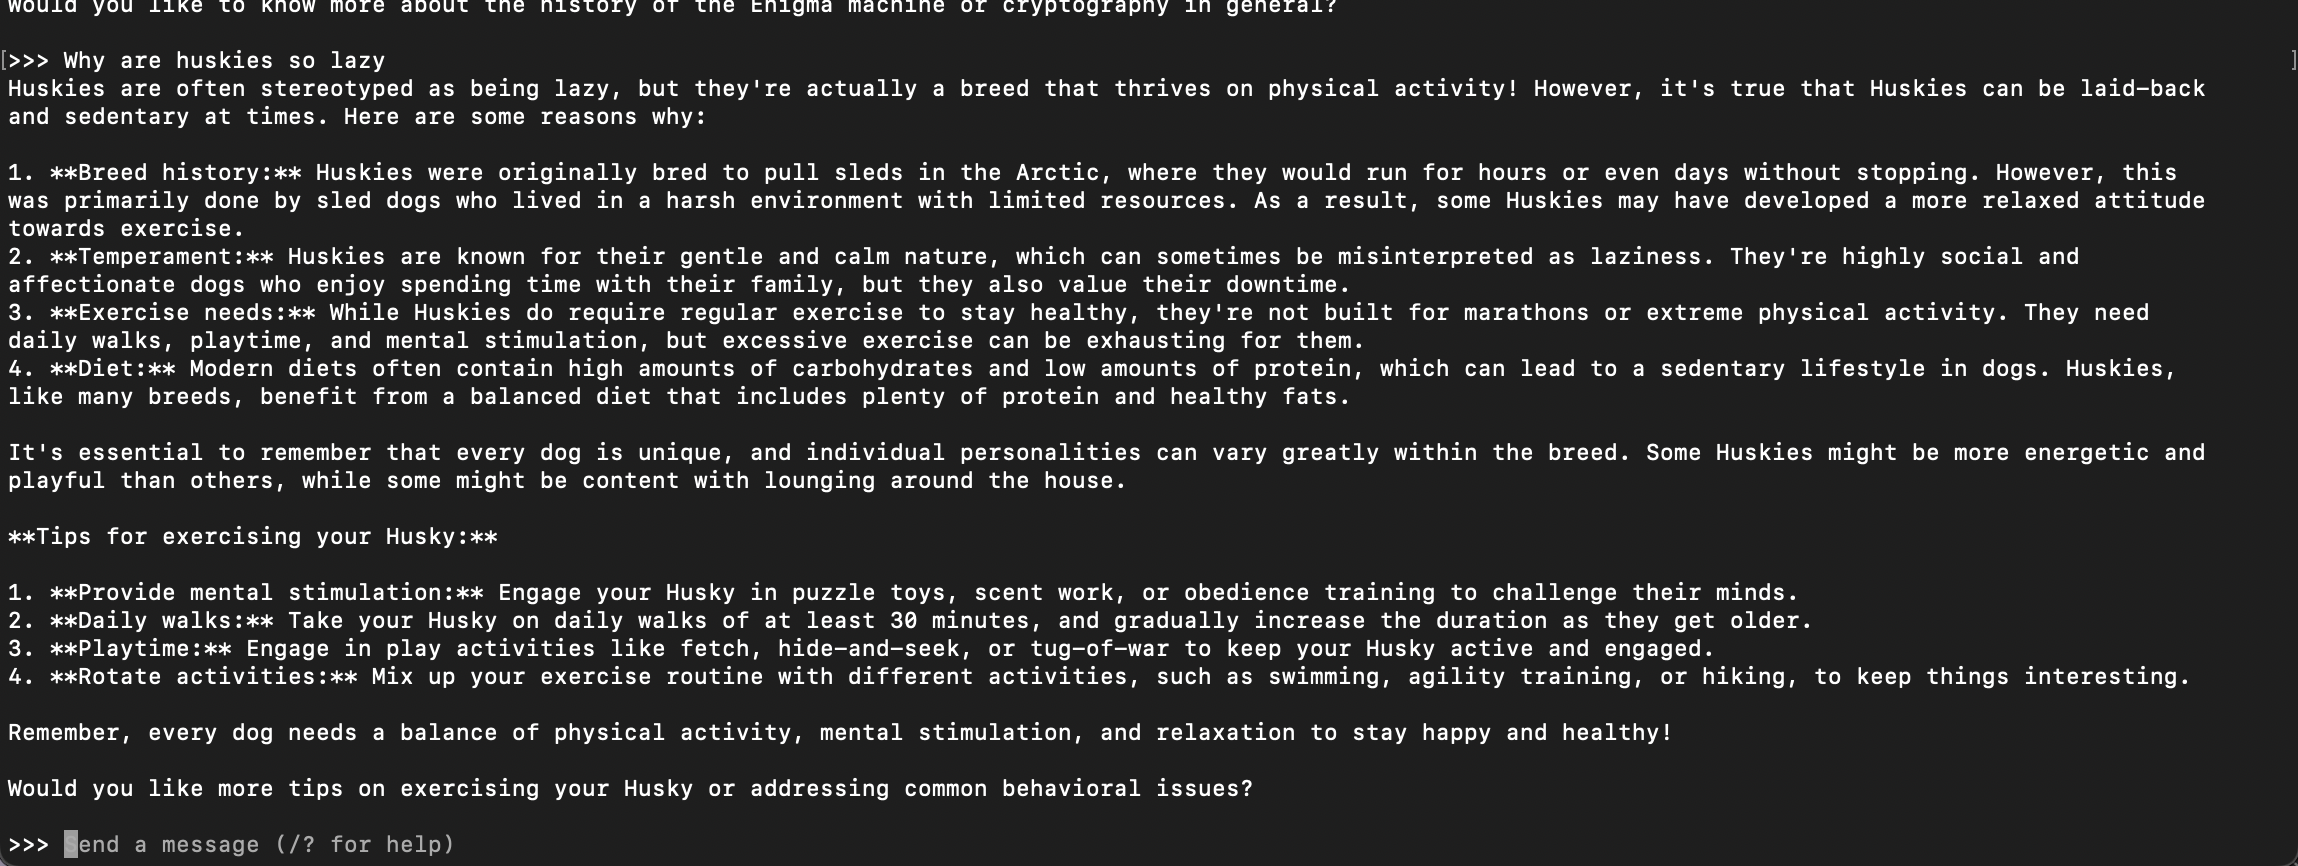 Would you like to know more about the history of the Enigma machine or cryptography in general?
[>>> Why are huskies so lazy ]
Huskies are often stereotyped as being lazy, but they're actually a breed that thrives on physical activity! However, it's true that Huskies can be laid-back
and sedentary at times. Here are some reasons why:
1. **Breed history:** Huskies were originally bred to pull sleds in the Arctic, where they would run for hours or even days without stopping. However, this
was primarily done by sled dogs who lived in a harsh environment with limited resources. As a result, some Huskies may have developed a more relaxed attitude
towards exercise.
2. **Temperament:** Huskies are known for their gentle and calm nature, which can sometimes be misinterpreted as laziness. They're highly social and
affectionate dogs who enjoy spending time with their family, but they also value their downtime.
3. **Exercise needs:** While Huskies do require regular exercise to stay healthy, they're not built for marathons or extreme physical activity. They need
daily walks, playtime, and mental stimulation, but excessive exercise can be exhausting for them.
4. **Diet:** Modern diets often contain high amounts of carbohydrates and low amounts of protein, which can lead to a sedentary lifestyle in dogs. Huskies,
like many breeds, benefit from a balanced diet that includes plenty of protein and healthy fats.
It's essential to remember that every dog is unique, and individual personalities can vary greatly within the breed. Some Huskies might be more energetic and
playful than others, while some might be content with lounging around the house.
**Tips for exercising your Husky:**
1. **Provide mental stimulation:** Engage your Husky in puzzle toys, scent work, or obedience training to challenge their minds.
2. **Daily walks:** Take your Husky on daily walks of at least 30 minutes, and gradually increase the duration as they get older.
3. **Playtime:** Engage in play activities like fetch, hide-and-seek, or tug-of-war to keep your Husky active and engaged.
4. **Rotate activities:** Mix up your exercise routine with different activities, such as swimming, agility training, or hiking, to keep things interesting.
Remember, every dog needs a balance of physical activity, mental stimulation, and relaxation to stay happy and healthy!
Would you like more tips on exercising your Husky or addressing common behavioral issues?
>>> Send a message (/? for help)